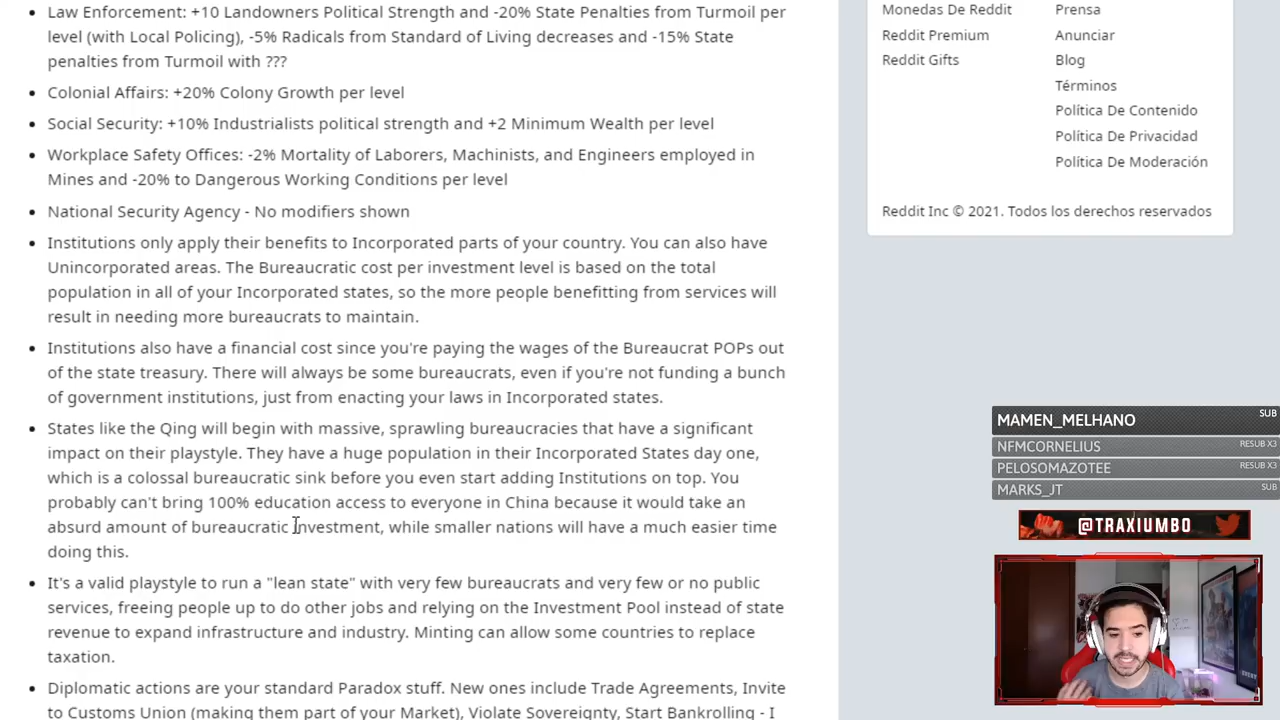 Law Enforcement: +10 Landowners Political Strength and -20% State Penalties from Turmoil per
level (with Local Policing), -5% Radicals from Standard of Living decreases and -15% State
penalties from Turmoil with ???
Colonial Affairs: +20% Colony Growth per level
Social Security: +10% Industrialists political strength and +2 Minimum Wealth per level
Workplace Safety Offices: -2% Mortality of Laborers, Machinists, and Engineers employed in
Mines and -20% to Dangerous Working Conditions per level
National Security Agency - No modifiers shown
Institutions only apply their benefits to Incorporated parts of your country. You can also have
Unincorporated areas. The Bureaucratic cost per investment level is based on the total
population in all of your Incorporated states, so the more people benefitting from services will
result in needing more bureaucrats to maintain.
Institutions also have a financial cost since you're paying the wages of the Bureaucrat POPs out
of the state treasury. There will always be some bureaucrats, even if you're not funding a bunch
of government institutions, just from enacting your laws in Incorporated states.
States like the Qing will begin with massive, sprawling bureaucracies that have a significant
impact on their playstyle. They have a huge population in their Incorporated States day one,
which is a colossal bureaucratic sink before you even start adding Institutions on top. You
probably can't bring 100% education access to everyone in China because it would take an
absurd amount of bureaucratic investment, while smaller nations will have a much easier time
doing this.
It's a valid playstyle to run a "lean state" with very few bureaucrats and very few or no public
services, freeing people up to do other jobs and relying on the Investment Pool instead of state
revenue to expand infrastructure and industry. Minting can allow some countries to replace
taxation.
Diplomatic actions are your standard Paradox stuff. New ones include Trade Agreements, Invite
to Customs Union (making them part of your Market), Violate Sovereignty, Start Bankrolling - I
Monedas De Reddit
Reddit Premium
Reddit Gifts
Prensa
Anunciar
Blog
Términos
Política De Contenido
Política De Privacidad
Política De Moderación
Reddit Inc © 2021. Todos los derechos reservados
MAMEN_MELHANO SUB
NFMCORNELIUS RESUB X3
PELOSOMAZOTEE RESUB X3
MARKS_JT SUB
@TRAXIUMBO